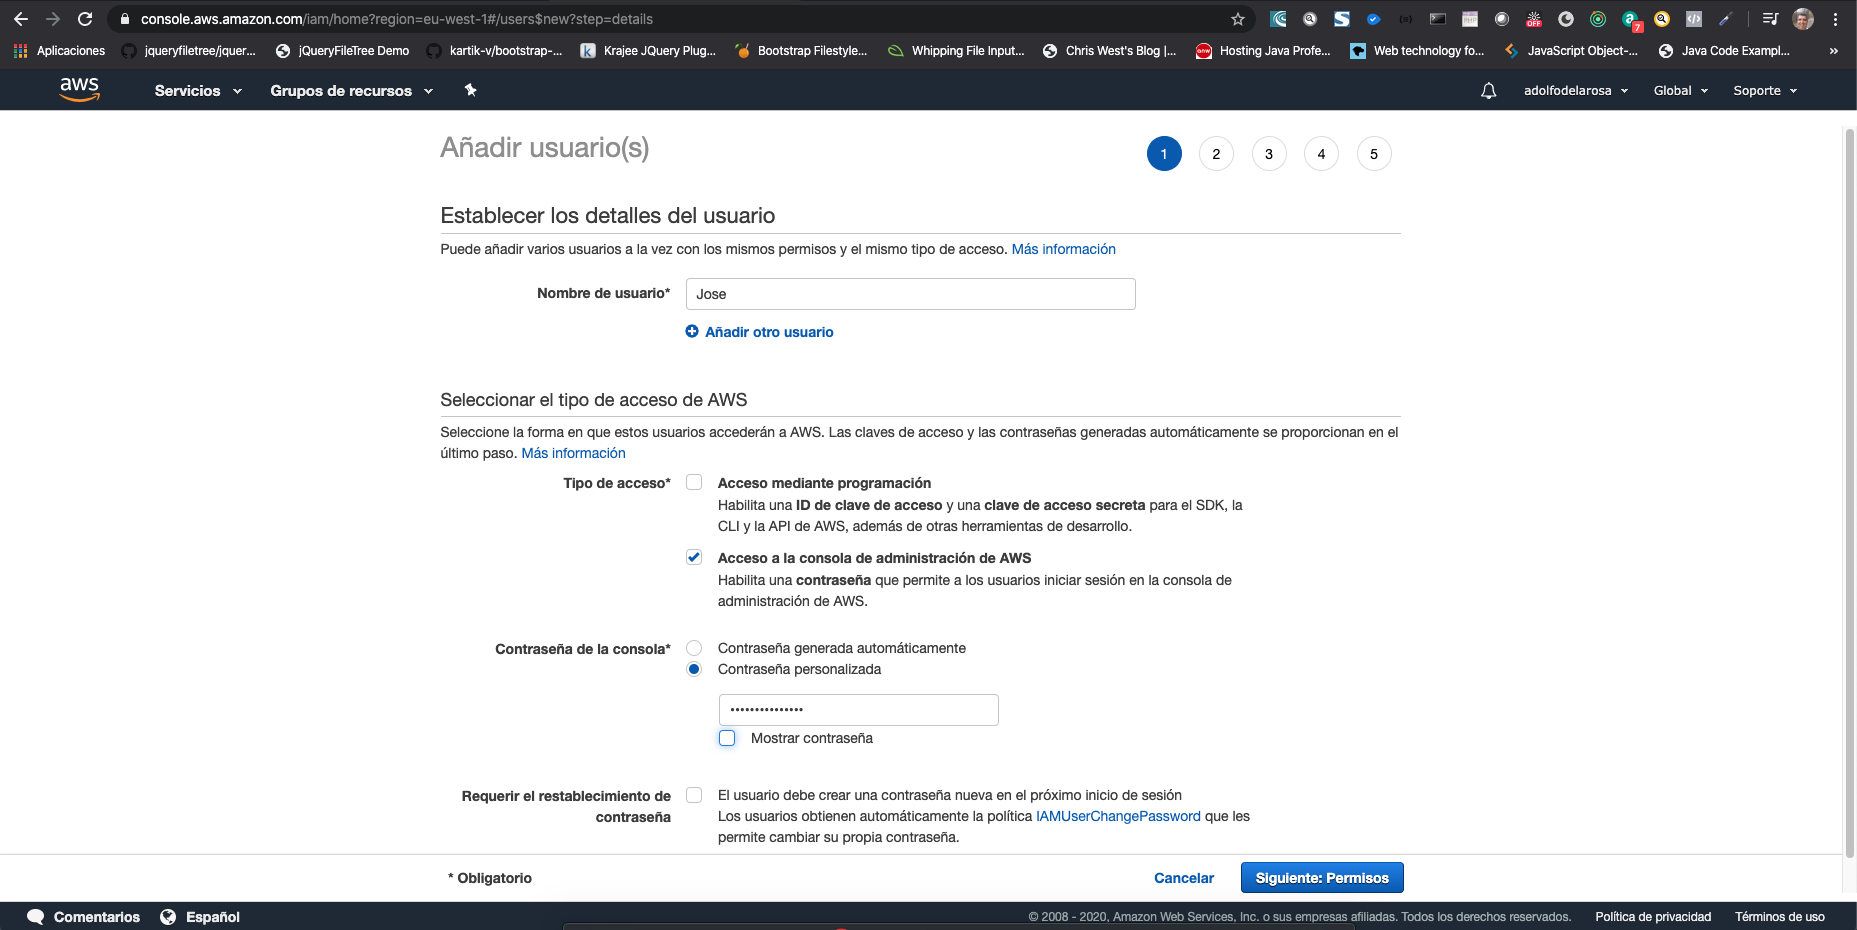 console.aws.amazon.com/iam/home?region=eu-west-1#/users$new?step=details
Aplicaciones jqueryfiletree/jquer... jQueryFileTree Demo kartik-v/bootstrap-... Krajee JQuery Plug... Bootstrap Filestyle... Whipping File Input... Chris West's Blog |... Hosting Java Profe... Web technology fo... JavaScript Object-... Java Code Exampl... »
aws Servicios Grupos de recursos adolfodelarosa Global Soporte
Añadir usuario(s)
1 2 3 4 5
Establecer los detalles del usuario
Puede añadir varios usuarios a la vez con los mismos permisos y el mismo tipo de acceso. Más información
Nombre de usuario* Jose
Añadir otro usuario
Seleccionar el tipo de acceso de AWS
Seleccione la forma en que estos usuarios accederán a AWS. Las claves de acceso y las contraseñas generadas automáticamente se proporcionan en el
último paso. Más información
Tipo de acceso* Acceso mediante programación
Habilita una ID de clave de acceso y una clave de acceso secreta para el SDK, la
CLI y la API de AWS, además de otras herramientas de desarrollo.
Acceso a la consola de administración de AWS
Habilita una contraseña que permite a los usuarios iniciar sesión en la consola de
administración de AWS.
Contraseña de la consola* Contraseña generada automáticamente
Contraseña personalizada
•••••••••••••••
Mostrar contraseña
Requerir el restablecimiento de
contraseña
El usuario debe crear una contraseña nueva en el próximo inicio de sesión
Los usuarios obtienen automáticamente la política IAMUserChangePassword que les
permite cambiar su propia contraseña.
* Obligatorio Cancelar Siguiente: Permisos
Comentarios Español © 2008 - 2020, Amazon Web Services, Inc. o sus empresas afiliadas. Todos los derechos reservados. Política de privacidad Términos de uso